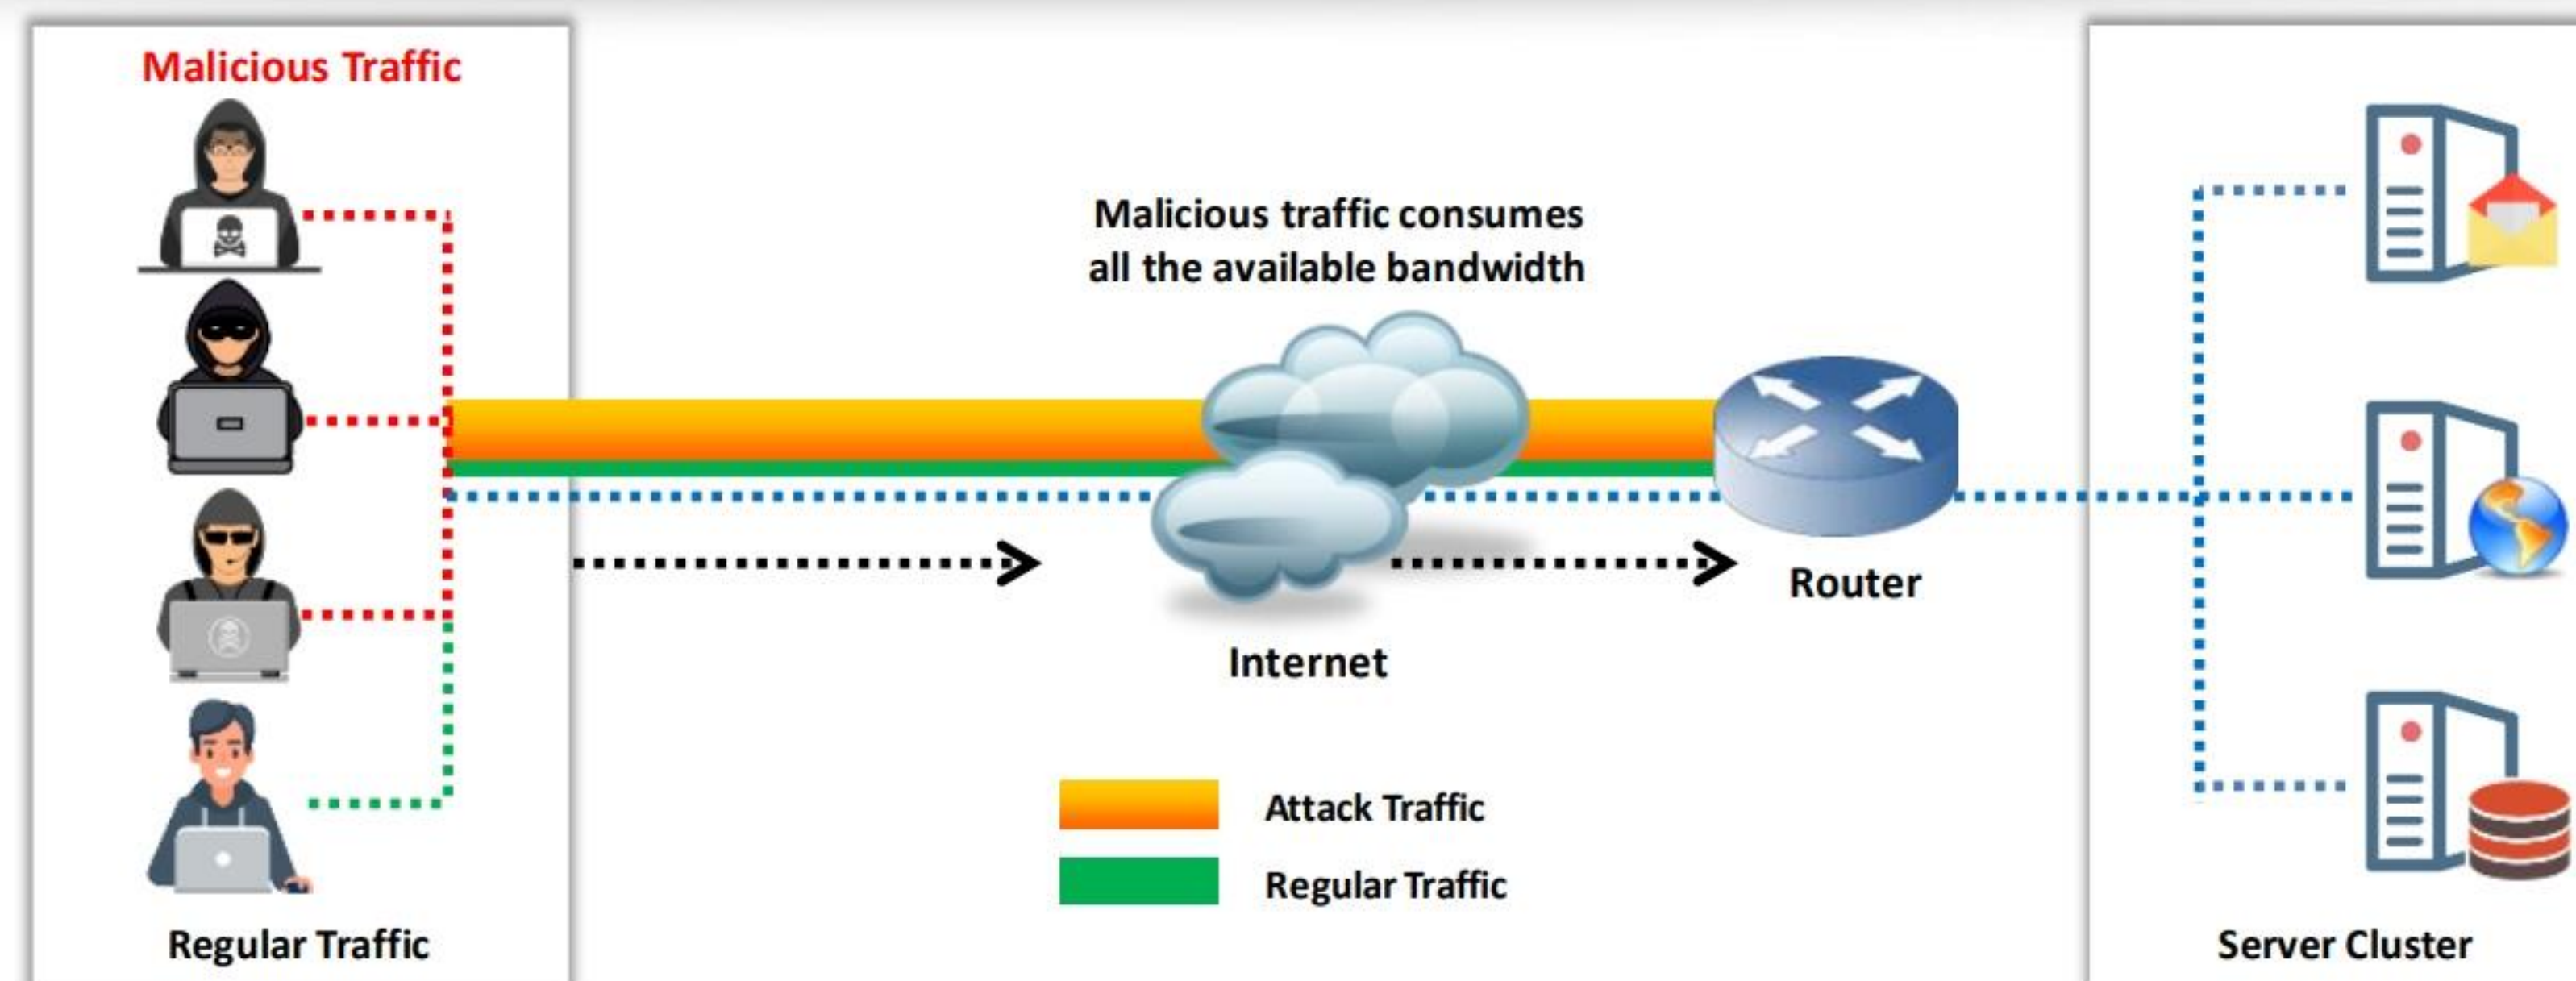 Malicious Traffic
Malicious traffic consumes
all the available bandwidth
Router
Internet
Attack Traffic
Regular Traffic
Regular Traffic
Server Cluster